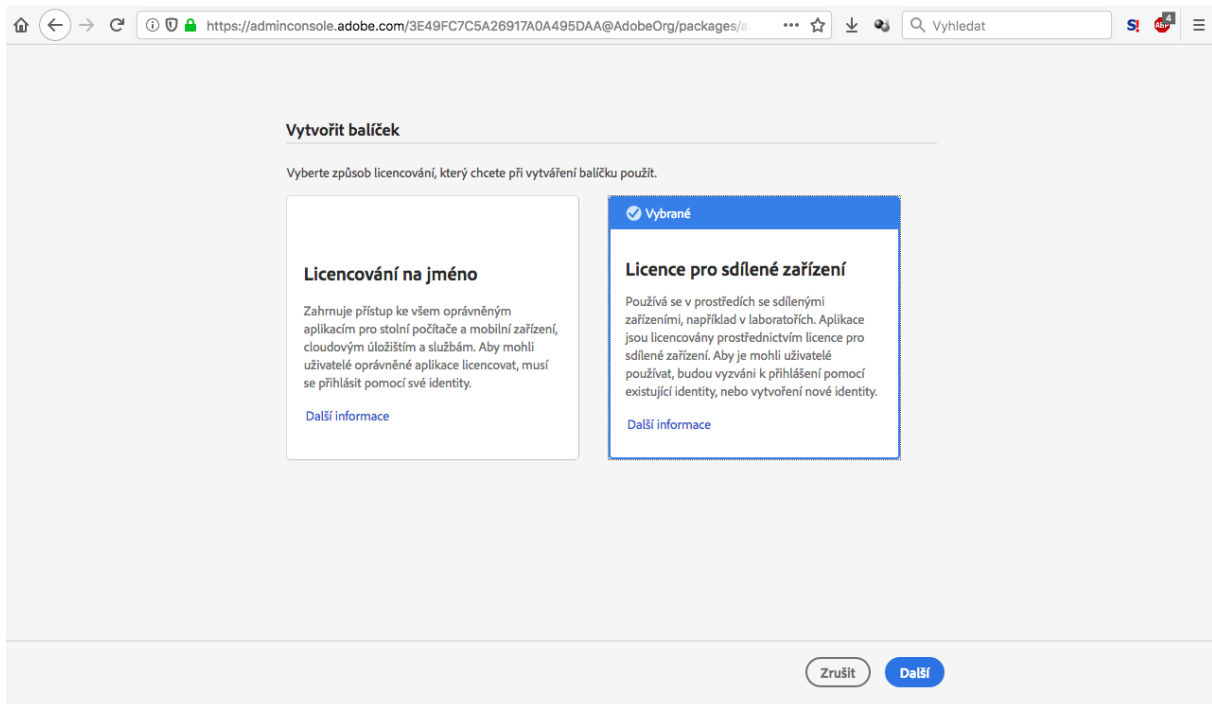 https://adminconsole.adobe.com/3E49FC7C5A26917A0A495DAA@AdobeOrg/packages/
Vyhledat
S!
ABP
4
Vytvořit balíček
Vyberte způsob licencování, který chcete při vytváření balíčku použít.
Licencování na jméno
Zahrnuje přístup ke všem oprávněným
aplikacím pro stolní počítače a mobilní zařízení,
cloudovým úložištím a službám. Aby mohli
uživatelé oprávněné aplikace licencovat, musí
se přihlásit pomocí své identity.
Další informace
Vybrané
Licence pro sdílené zařízení
Používá se v prostředích se sdílenými
zařízeními, například v laboratořích. Aplikace
jsou licencovány prostřednictvím licence pro
sdílené zařízení. Aby je mohli uživatelé
používat, budou vyzváni k přihlášení pomocí
existující identity, nebo vytvoření nové identity.
Další informace
Zrušit
Další